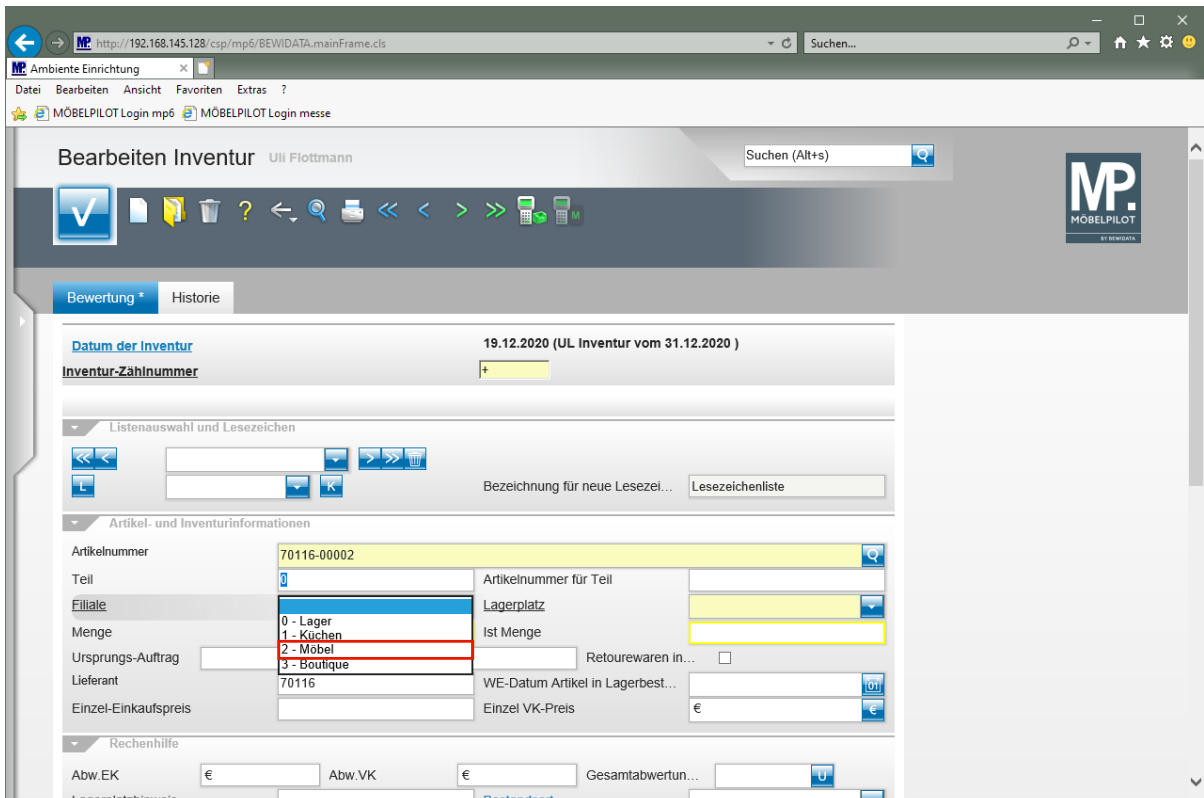 http://192.168.145.128/csp/mp6/BEWIDATA.mainFrame.cls
Suchen...
Ambiente Einrichtung
Datei Bearbeiten Ansicht Favoriten Extras ?
MÖBELPILOT Login mp6 MÖBELPILOT Login messe
Bearbeiten Inventur Uli Flottmann
Suchen (Alt+s)
MP.
MÖBELPILOT
BY BEWIDATA
Bewertung * Historie
Datum der Inventur 19.12.2020 (UL Inventur vom 31.12.2020 )
Inventur-Zählnummer +
Listenauswahl und Lesezeichen
L K Bezeichnung für neue Lesezei... Lesezeichenliste
Artikel- und Inventurinformationen
Artikelnummer 70116-00002
Teil 0 Artikelnummer für Teil
Filiale Lagerplatz
0 - Lager
1 - Küchen
2 - Möbel
3 - Boutique
Menge Ist Menge
Ursprungs-Auftrag Retourewaren in...
Lieferant 70116 WE-Datum Artikel in Lagerbest...
Einzel-Einkaufspreis Einzel VK-Preis € €
Rechenhilfe
Abw.EK € Abw.VK € Gesamtabwertun... U